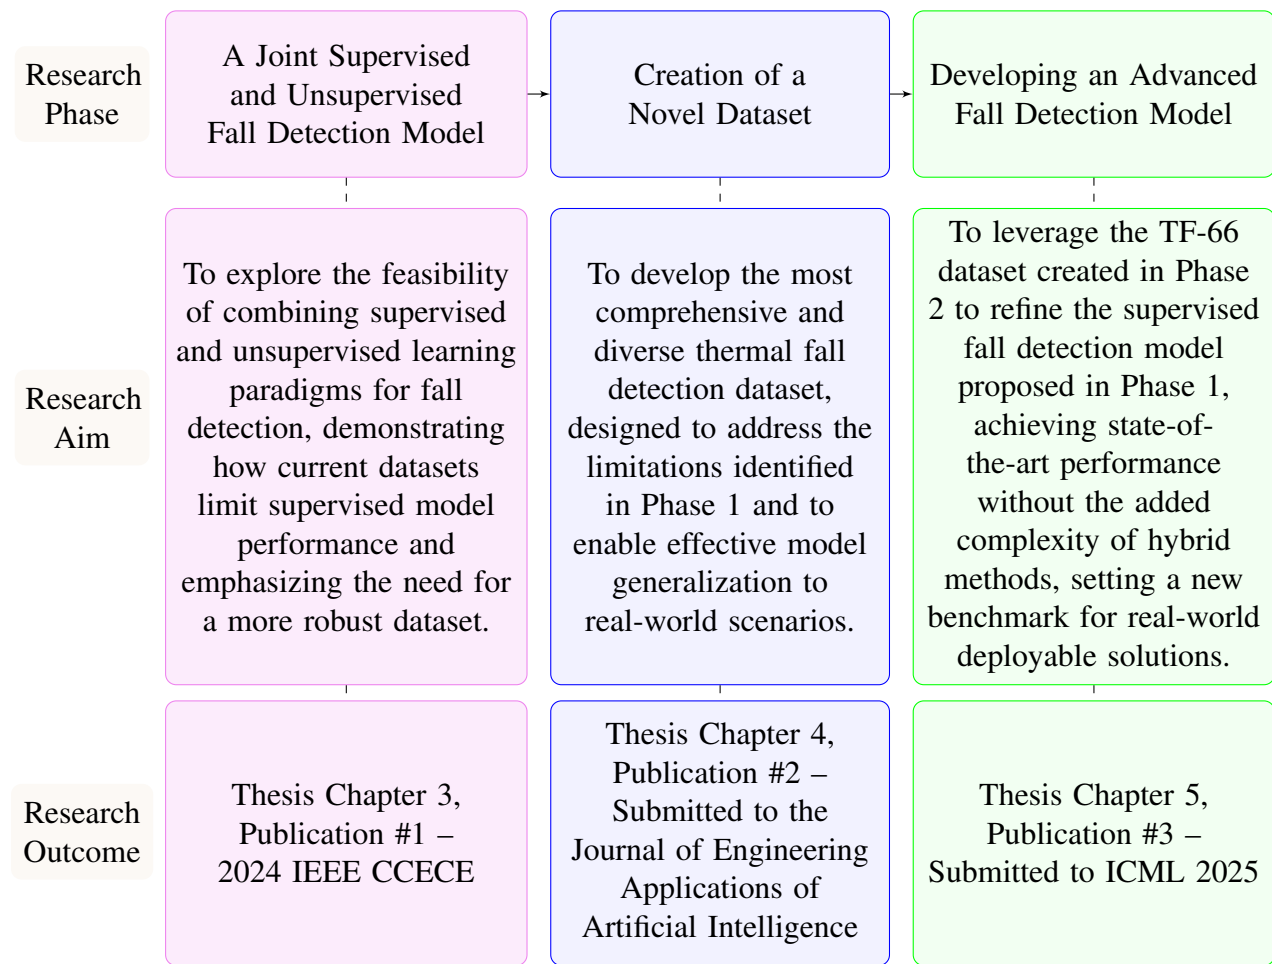 Research
Phase
A Joint Supervised
and Unsupervised
Fall Detection Model
Creation of a
Novel Dataset
Developing an Advanced
Fall Detection Model
Research
Aim
To explore the feasibility
of combining supervised
and unsupervised learning
paradigms for fall
detection, demonstrating
how current datasets
limit supervised model
performance and
emphasizing the need for
a more robust dataset.
To develop the most
comprehensive and
diverse thermal fall
detection dataset,
designed to address the
limitations identified
in Phase 1 and to
enable effective model
generalization to
real-world scenarios.
To leverage the TF-66
dataset created in Phase
2 to refine the supervised
fall detection model
proposed in Phase 1,
achieving state-of-
the-art performance
without the added
complexity of hybrid
methods, setting a new
benchmark for real-world
deployable solutions.
Research
Outcome
Thesis Chapter 3,
Publication #1 –
2024 IEEE CCECE
Thesis Chapter 4,
Publication #2 –
Submitted to the
Journal of Engineering
Applications of
Artificial Intelligence
Thesis Chapter 5,
Publication #3 –
Submitted to ICML 2025